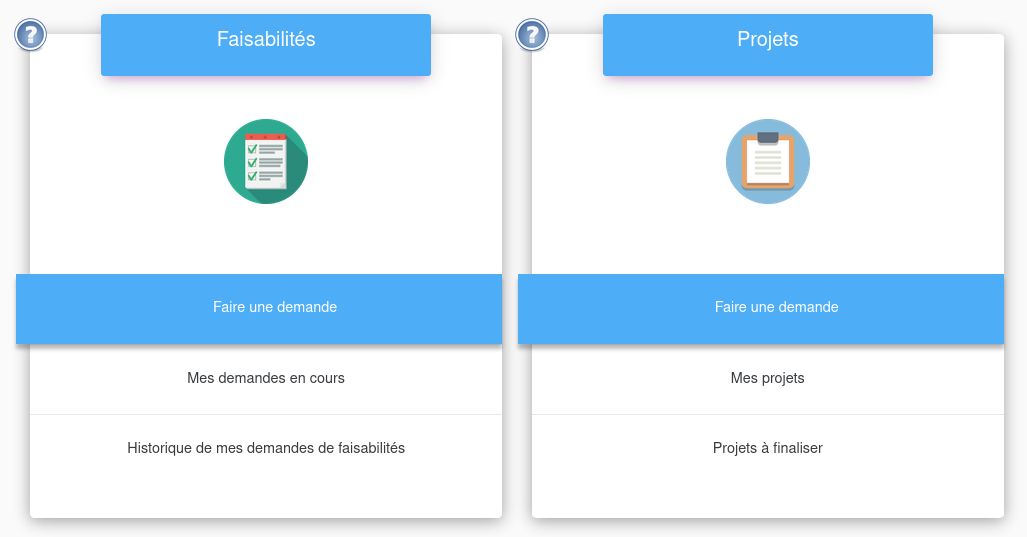 ?
Faisabilités
Faire une demande
Mes demandes en cours
Historique de mes demandes de faisabilités
?
Projets
Faire une demande
Mes projets
Projets à finaliser